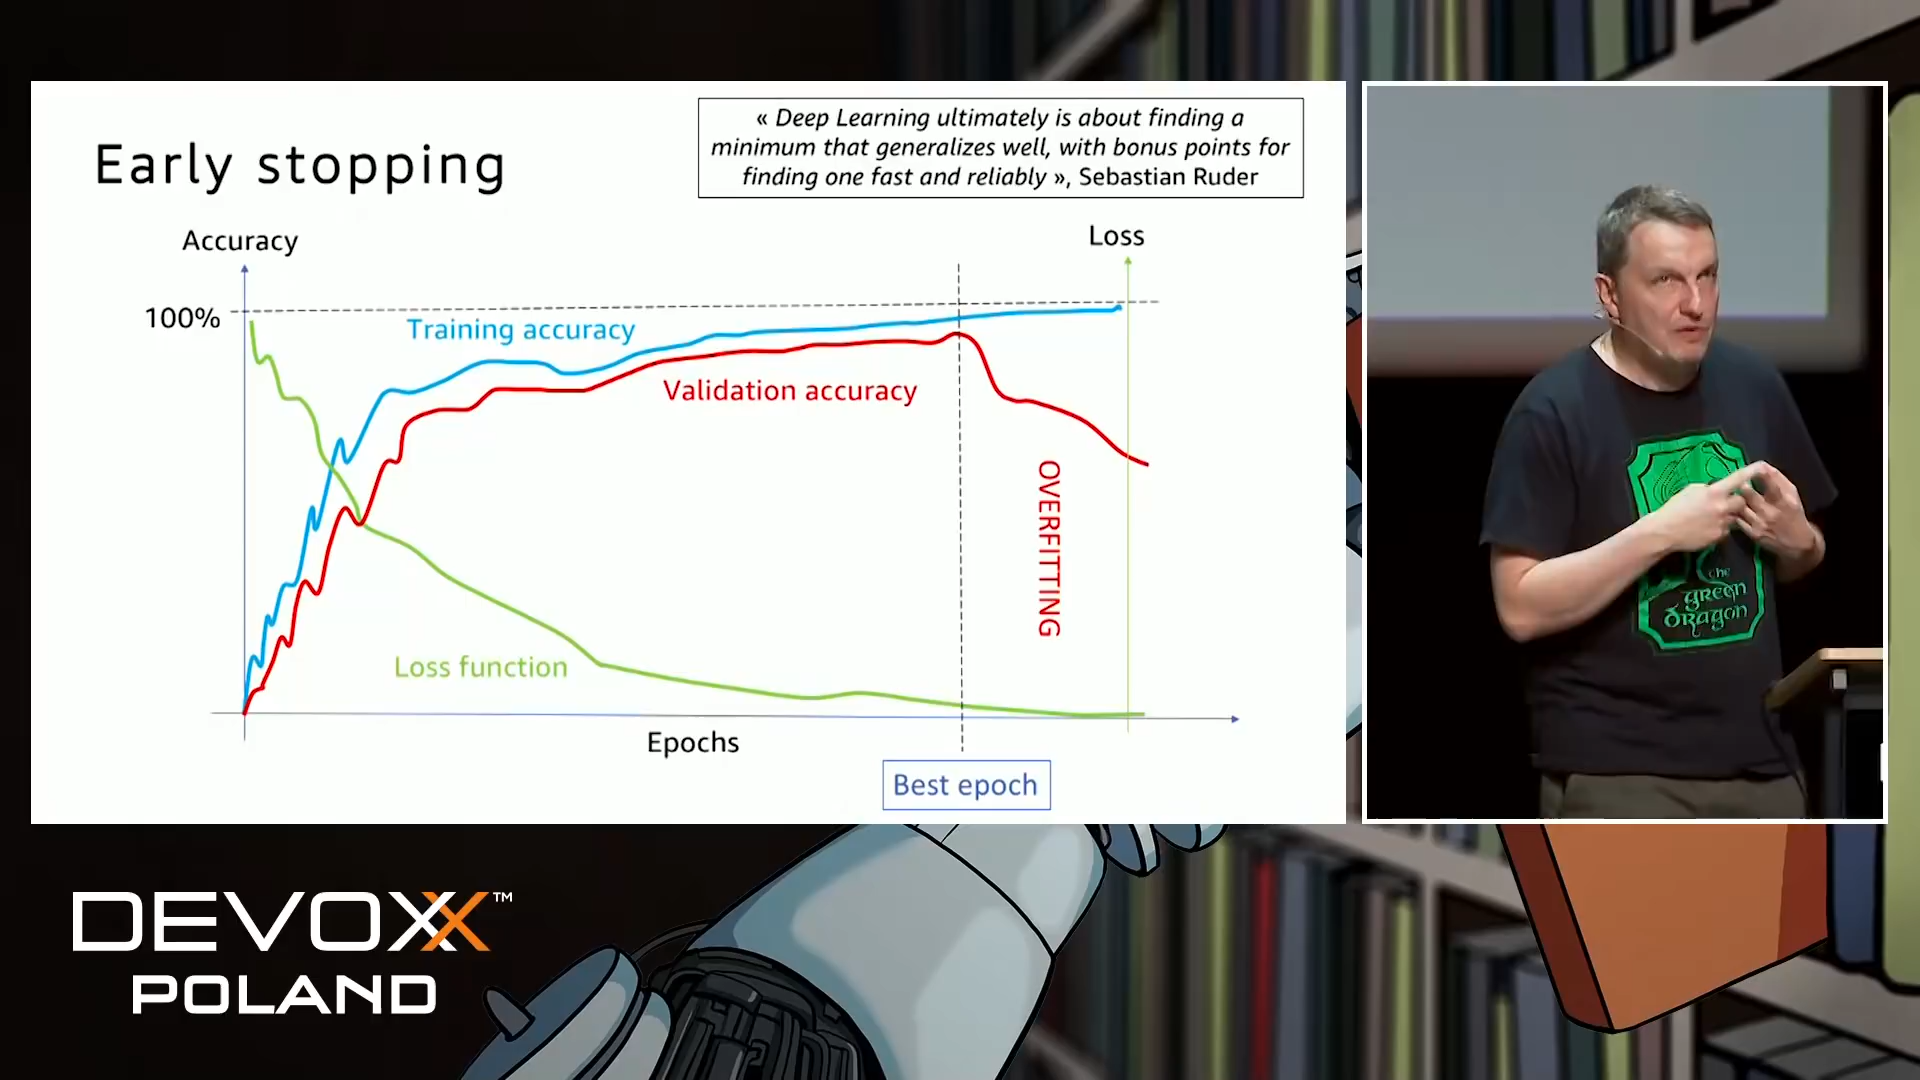 Early stopping
« Deep Learning ultimately is about finding a
minimum that generalizes well, with bonus points for
finding one fast and reliably », Sebastian Ruder
Accuracy
Loss
100%
Training accuracy
Validation accuracy
OVERFITTING
Loss function
Epochs
Best epoch
the
green
dragon
DEVOXX™
POLAND